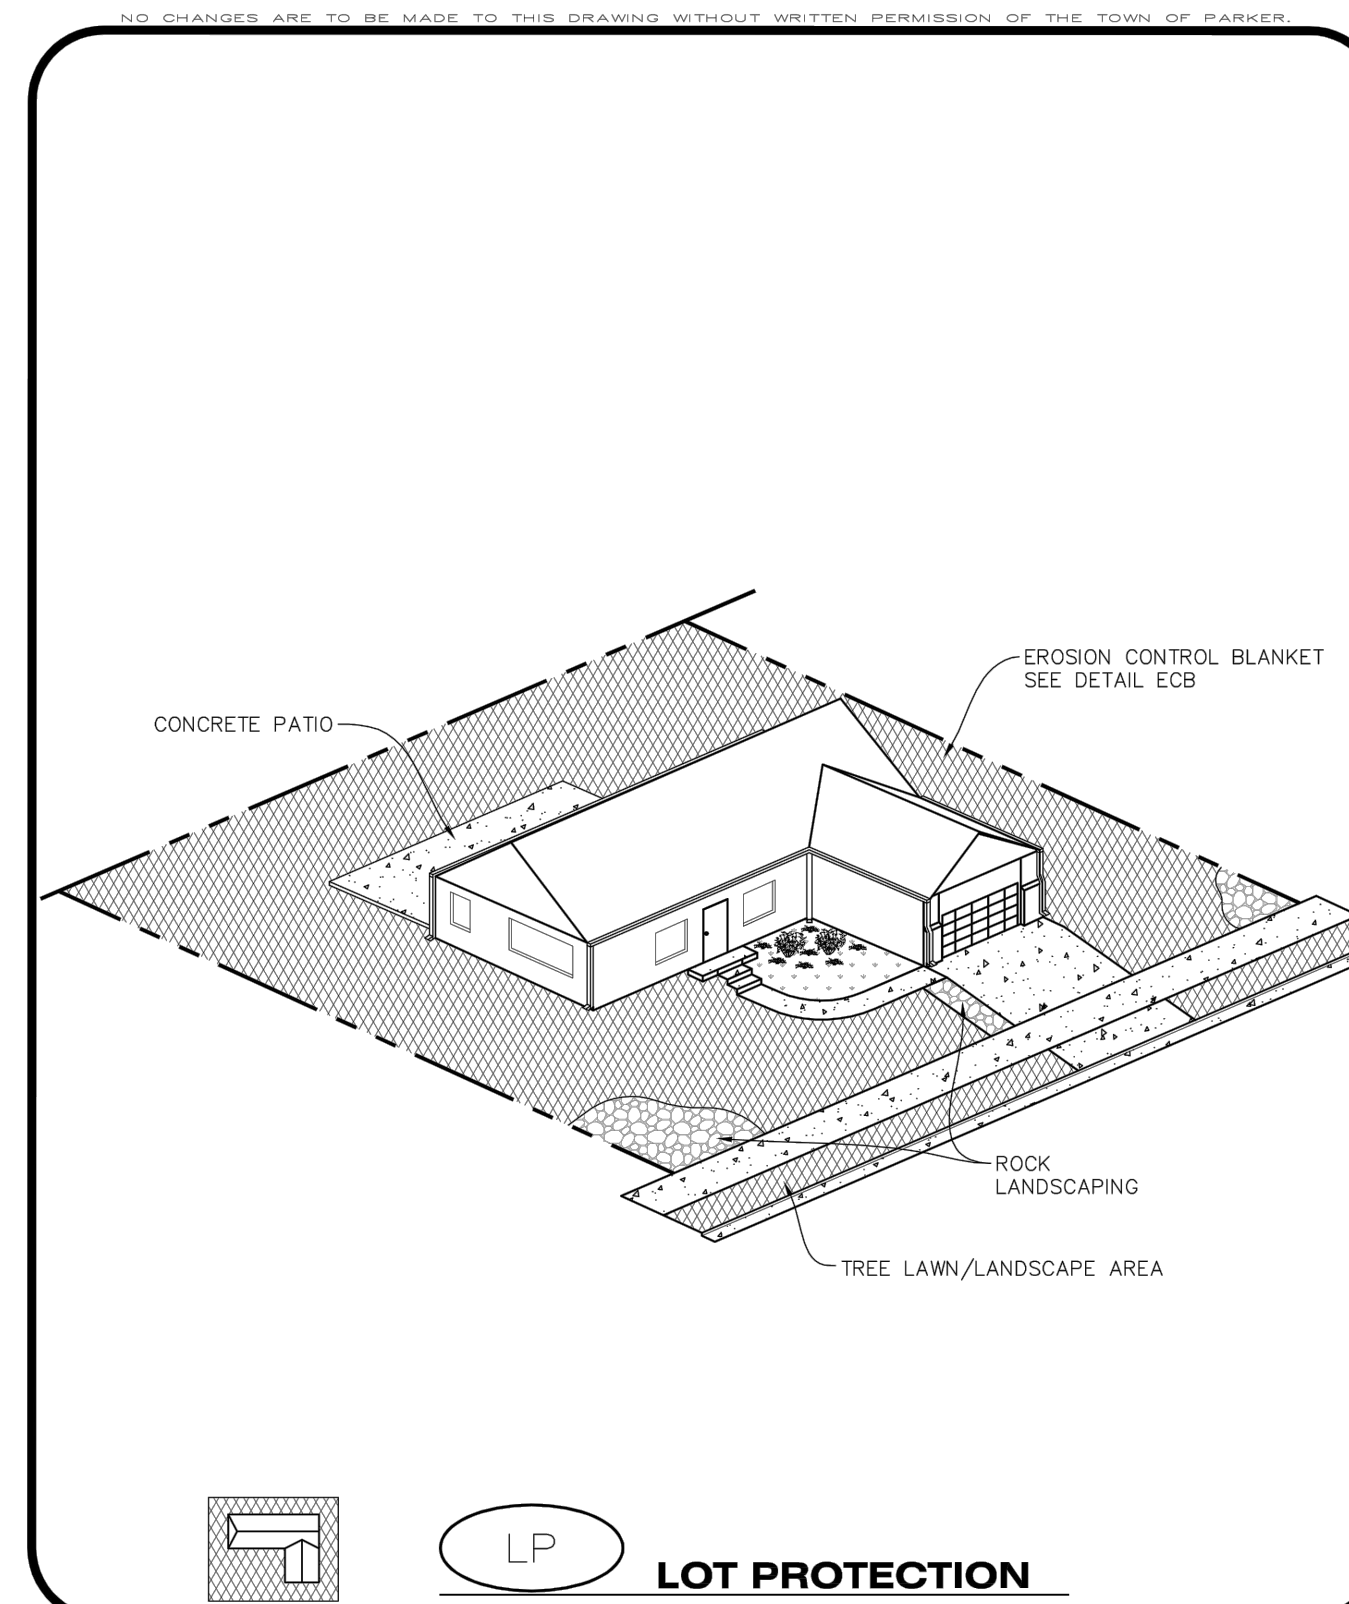 NO CHANGES ARE TO BE MADE TO THIS DRAWING WITHOUT WRITTEN PERMISSION OF THE TOWN OF PARKER.
EROSION CONTROL BLANKET
SEE DETAIL ECB
CONCRETE PATIO
ROCK
LANDSCAPING
TREE LAWN/LANDSCAPE AREA
LP
LOT PROTECTION